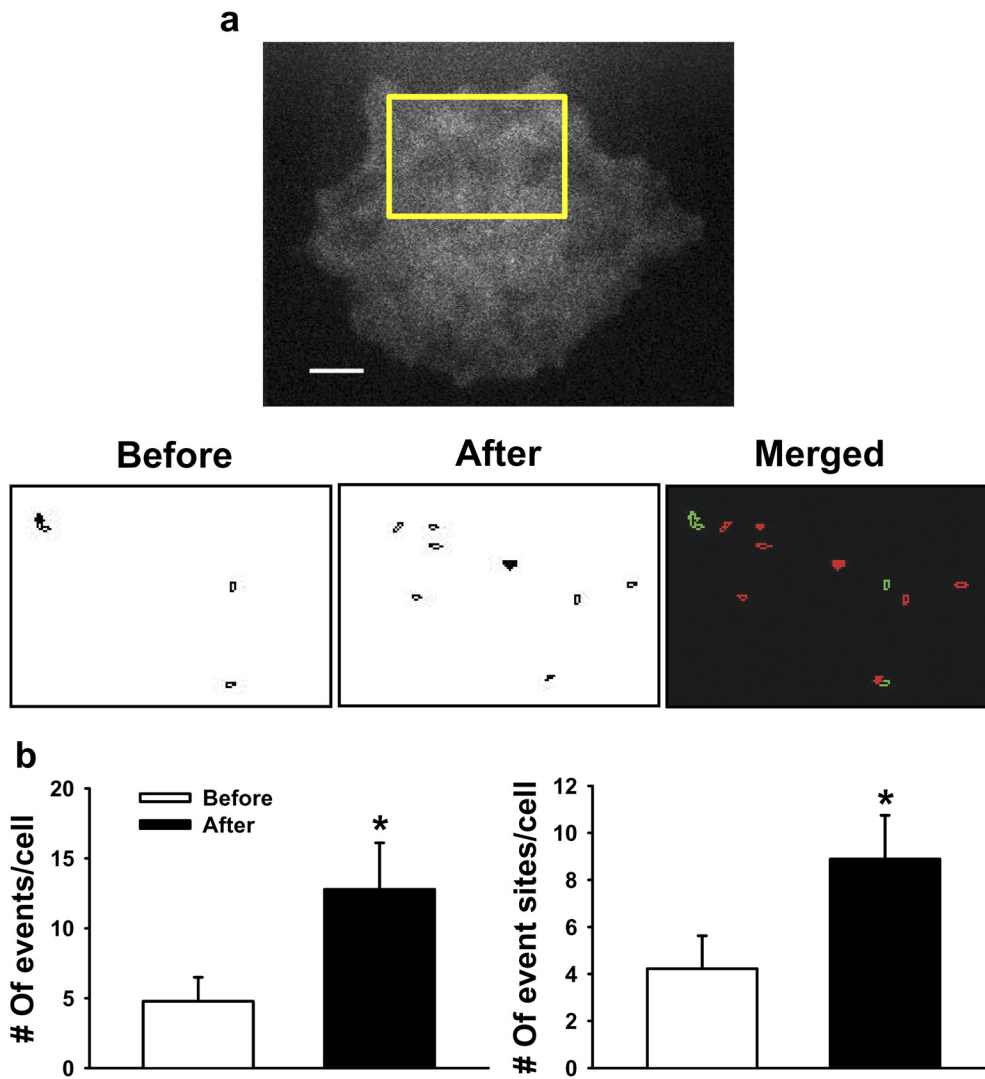 a
Before
After
Merged
b
# Of events/cell
20
15
10
5
0
Before
After
*
# Of event sites/cell
12
10
8
6
4
2
0
*